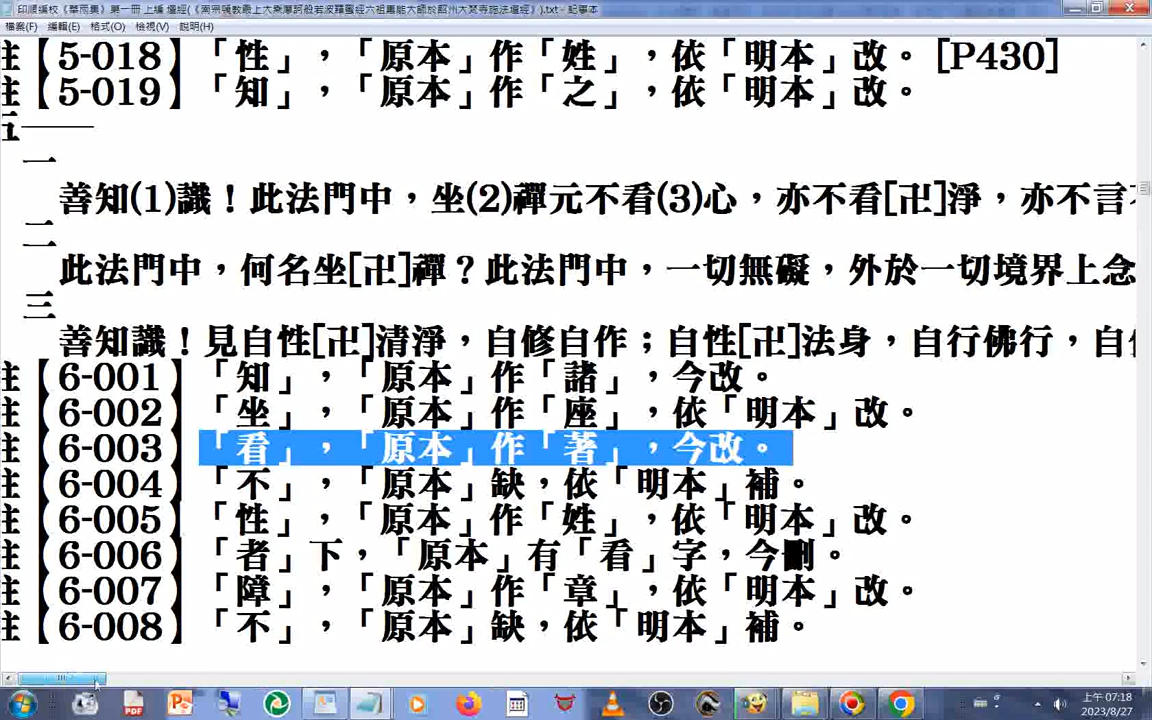 印順編校《華雨集》第一冊 上編 壇經(《南宗頓教最上大乘摩訶般若波羅蜜經六祖惠能大師於韶州大梵寺施法壇經》).txt - 記事本
檔案(F) 編輯(E) 格式(O) 檢視(V) 說明(H)
註【5-018】「性」，「原本」作「姓」，依「明本」改。[P430]
註【5-019】「知」，「原本」作「之」，依「明本」改。
五——
一
善知(1)識！此法門中，坐(2)禪元不看(3)心，亦不看[卍]淨，亦不言
二
此法門中，何名坐[卍]禪？此法門中，一切無礙，外於一切境界上念
三
善知識！見自性[卍]清淨，自修自作；自性[卍]法身，自行佛行，自
註【6-001】「知」，「原本」作「諸」，今改。
註【6-002】「坐」，「原本」作「座」，依「明本」改。
註【6-003】「看」，「原本」作「著」，今改。
註【6-004】「不」，「原本」缺，依「明本」補。
註【6-005】「性」，「原本」作「姓」，依「明本」改。
註【6-006】「者」下，「原本」有「看」字，今刪。
註【6-007】「障」，「原本」作「章」，依「明本」改。
註【6-008】「不」，「原本」缺，依「明本」補。
PDF
上午 07:18
2023/8/27